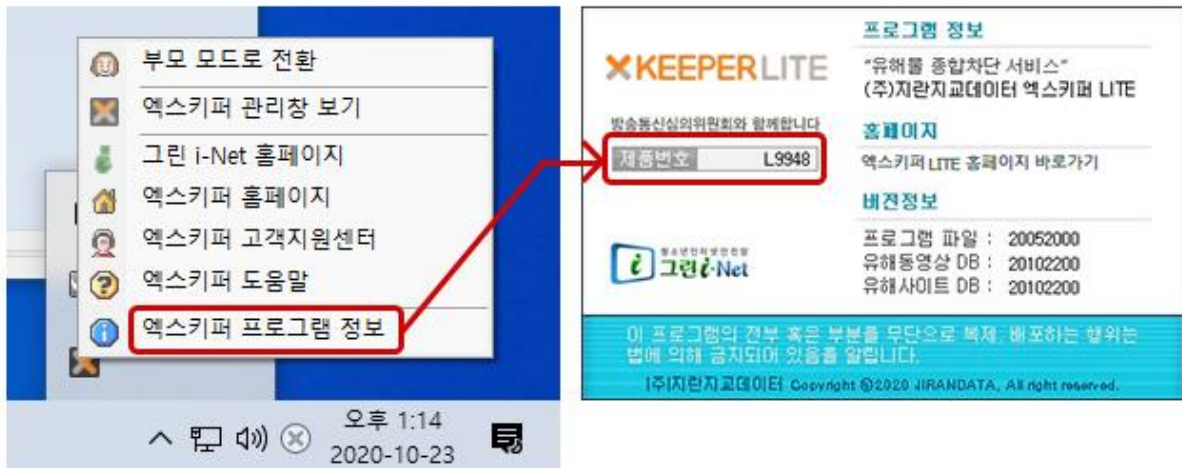 부모 모드로 전환
엑스키퍼 관리창 보기
그린 i-Net 홈페이지
엑스키퍼 홈페이지
엑스키퍼 고객지원센터
엑스키퍼 도움말
엑스키퍼 프로그램 정보
오후 1:14
2020-10-23
XKEEPER LITE
방송통신심의위원회와 함께합니다
제품번호 L9948
그린 i-Net
프로그램 정보
"유해물 종합차단 서비스"
(주)지란지교데이터 엑스키퍼 LITE
홈페이지
엑스키퍼 LITE 홈페이지 바로가기
버전정보
프로그램 파일 : 20052000
유해동영상 DB : 20102200
유해사이트 DB : 20102200
이 프로그램의 전부 혹은 부분을 무단으로 복제, 배포하는 행위는
법에 의해 금지되어 있음을 알립니다.
(주)지란지교데이터 Copyright ©2020 JIRANDATA, All right reserved.